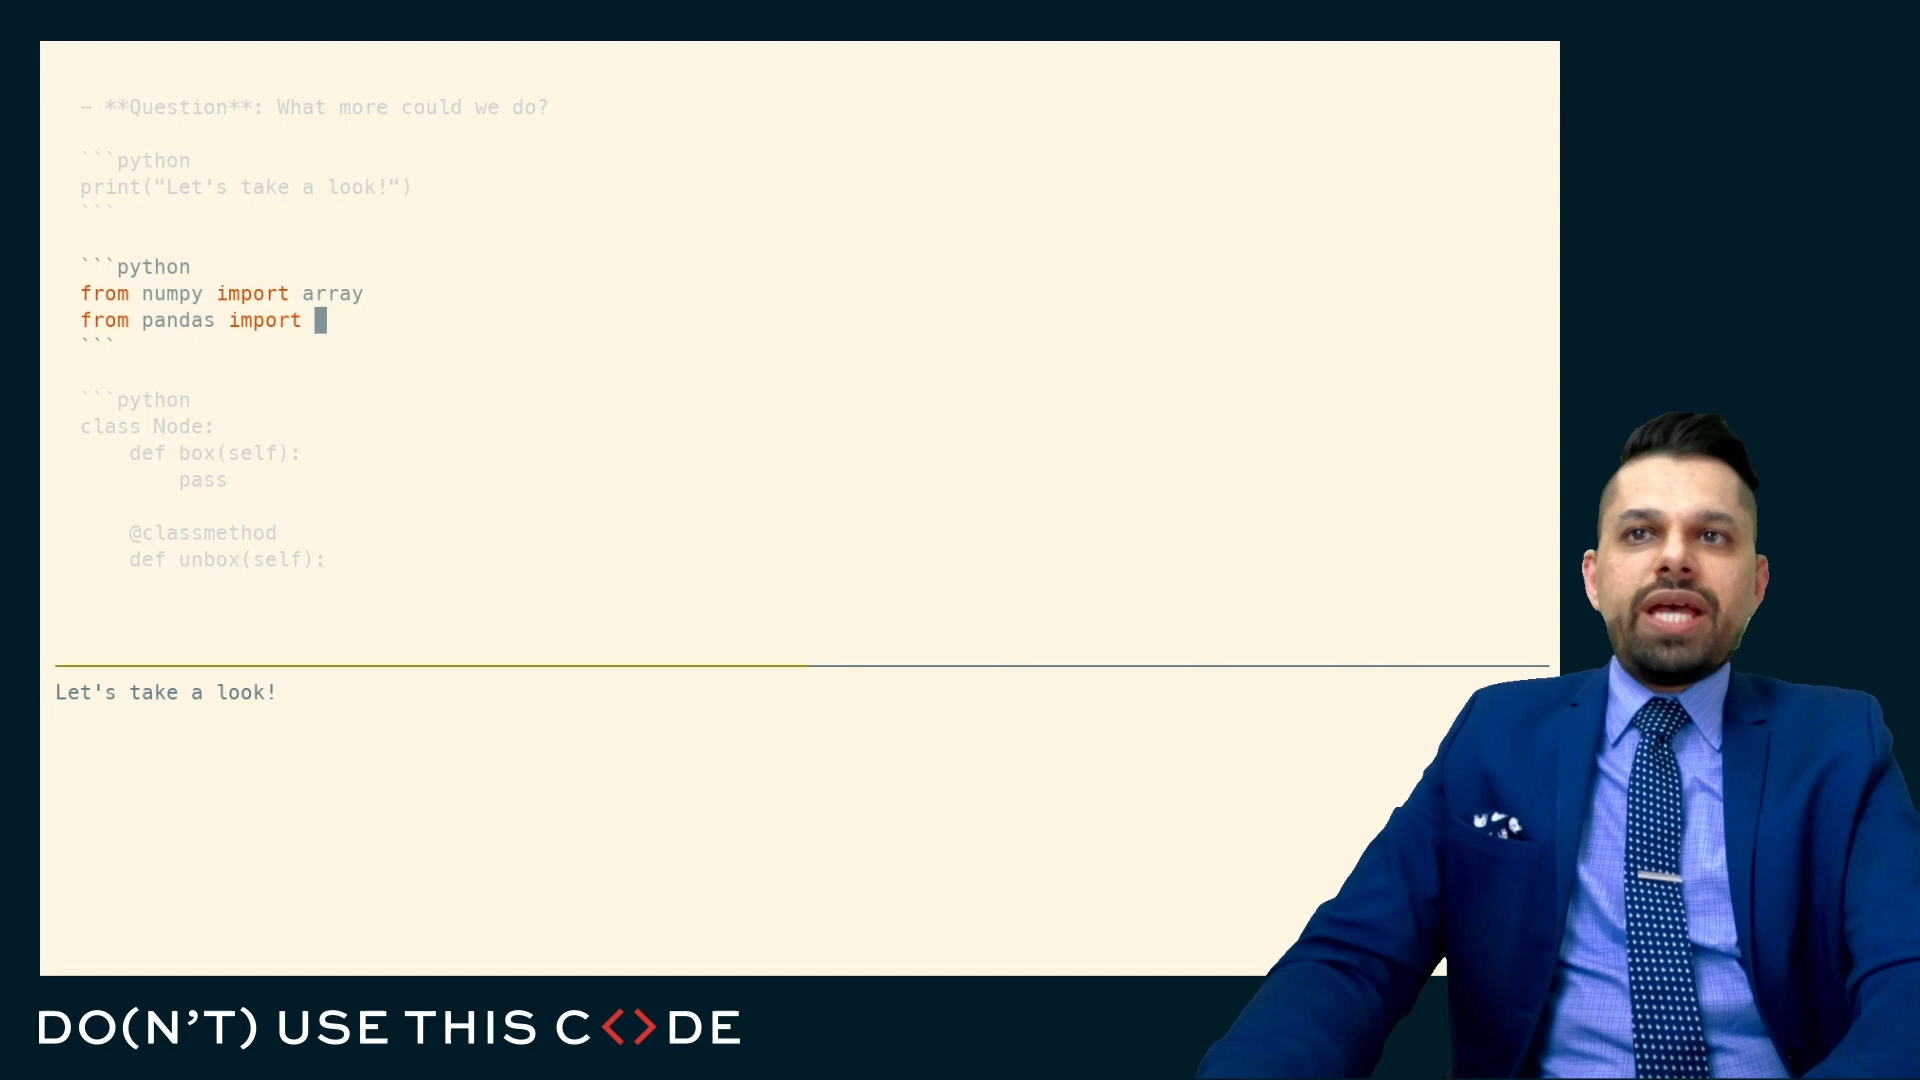 - **Question**: What more could we do?
```python
print("Let's take a look!")
```
```python
from numpy import array
from pandas import
```
```python
class Node:
    def box(self):
        pass
    @classmethod
    def unbox(self):
Let's take a look!
DO(N'T) USE THIS C<>DE